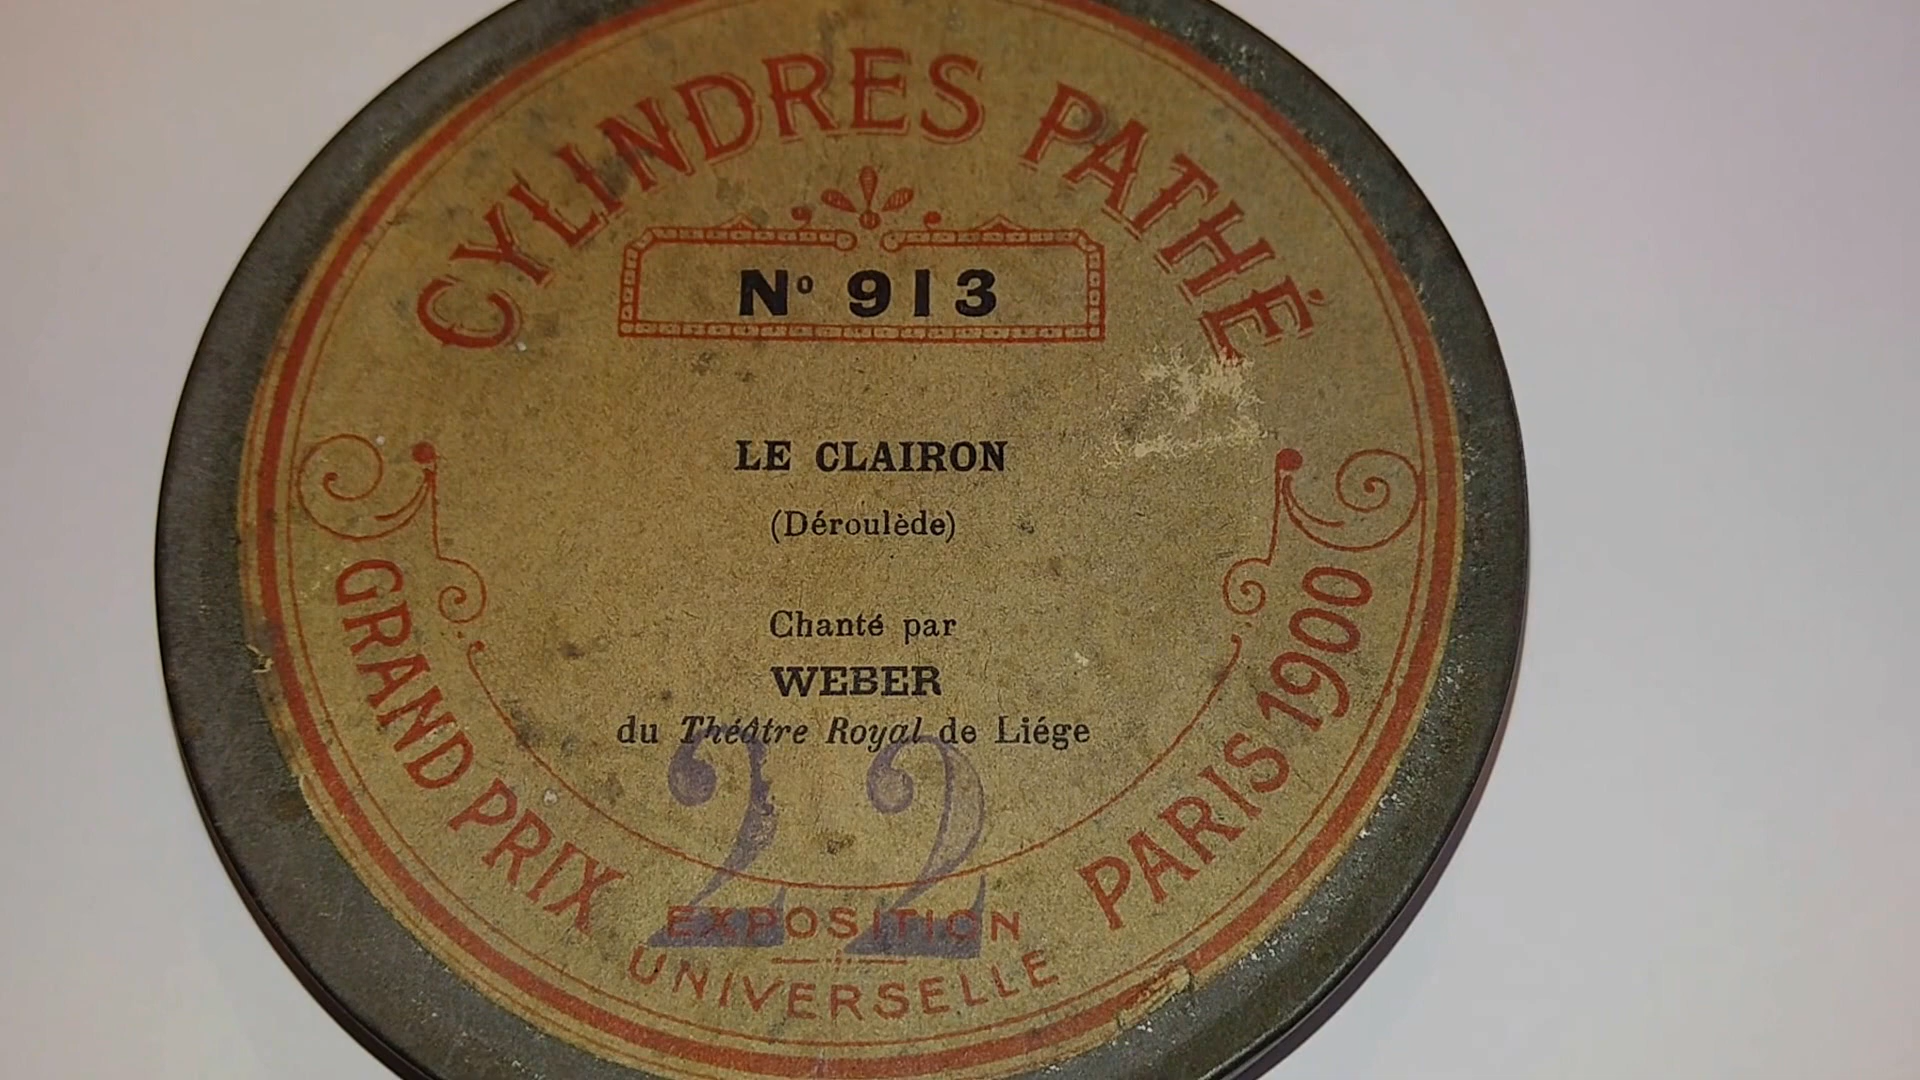 CYLINDRES PATHÉ
Nº 913
LE CLAIRON
(Déroulède)
Chanté par
WEBER
du Théâtre Royal de Liége
22
GRAND PRIX
EXPOSITION
UNIVERSELLE
PARIS 1900